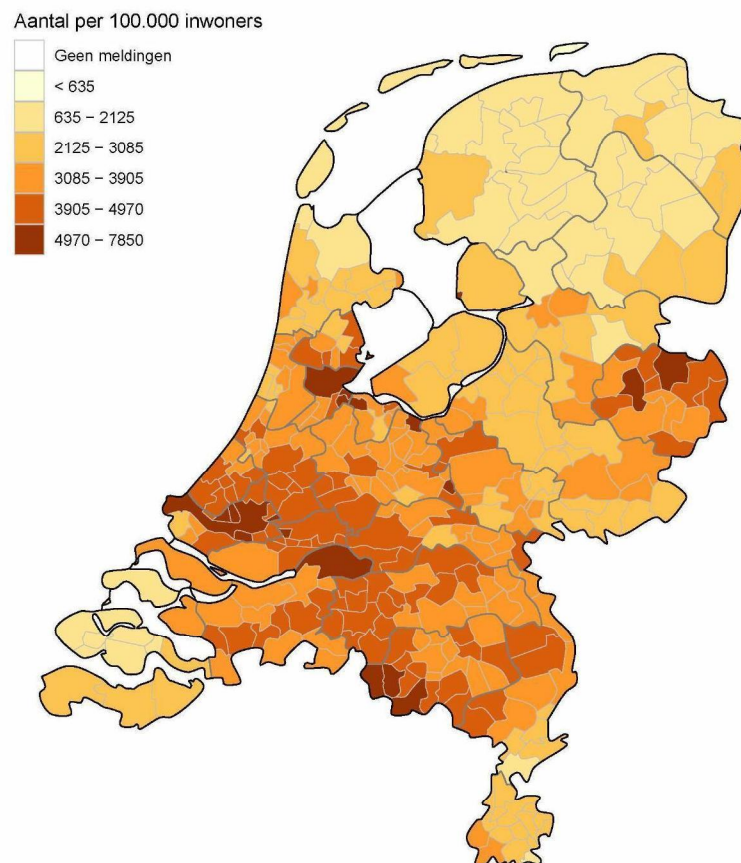 Aantal per 100.000 inwoners
Geen meldingen
< 635
635 – 2125
2125 – 3085
3085 – 3905
3905 – 4970
4970 – 7850